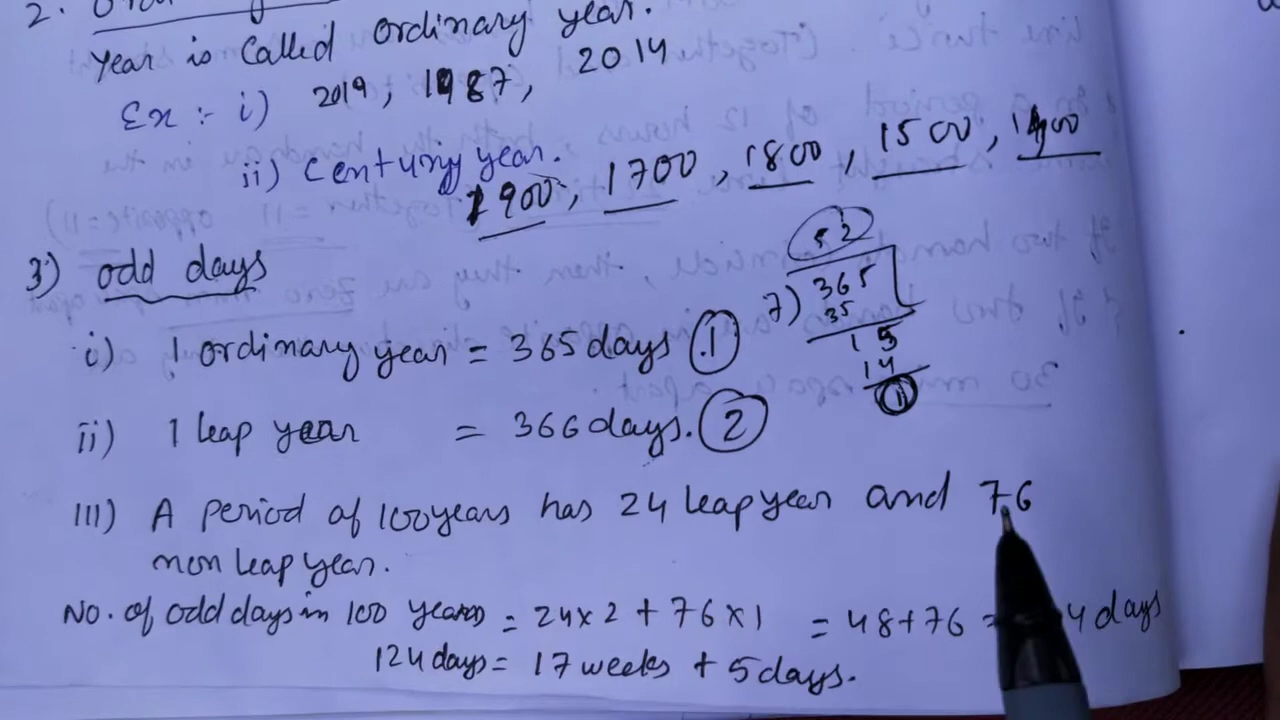 2.
Year is called ordinary year.
Ex :- i) 2019, 1987, 2014
ii) Century year.
1900, 1700, 1800, 1500, 1400
3) odd days
52
7) 365
35
15
14
1
i) 1 ordinary year = 365 days 1
ii) 1 leap year = 366 days. 2
III) A period of 100 years has 24 leap year and 76
non leap year.
No. of odd days in 100 years = 24x2 + 76x1 = 48+76 = 4 days
124 days = 17 weeks + 5 days.